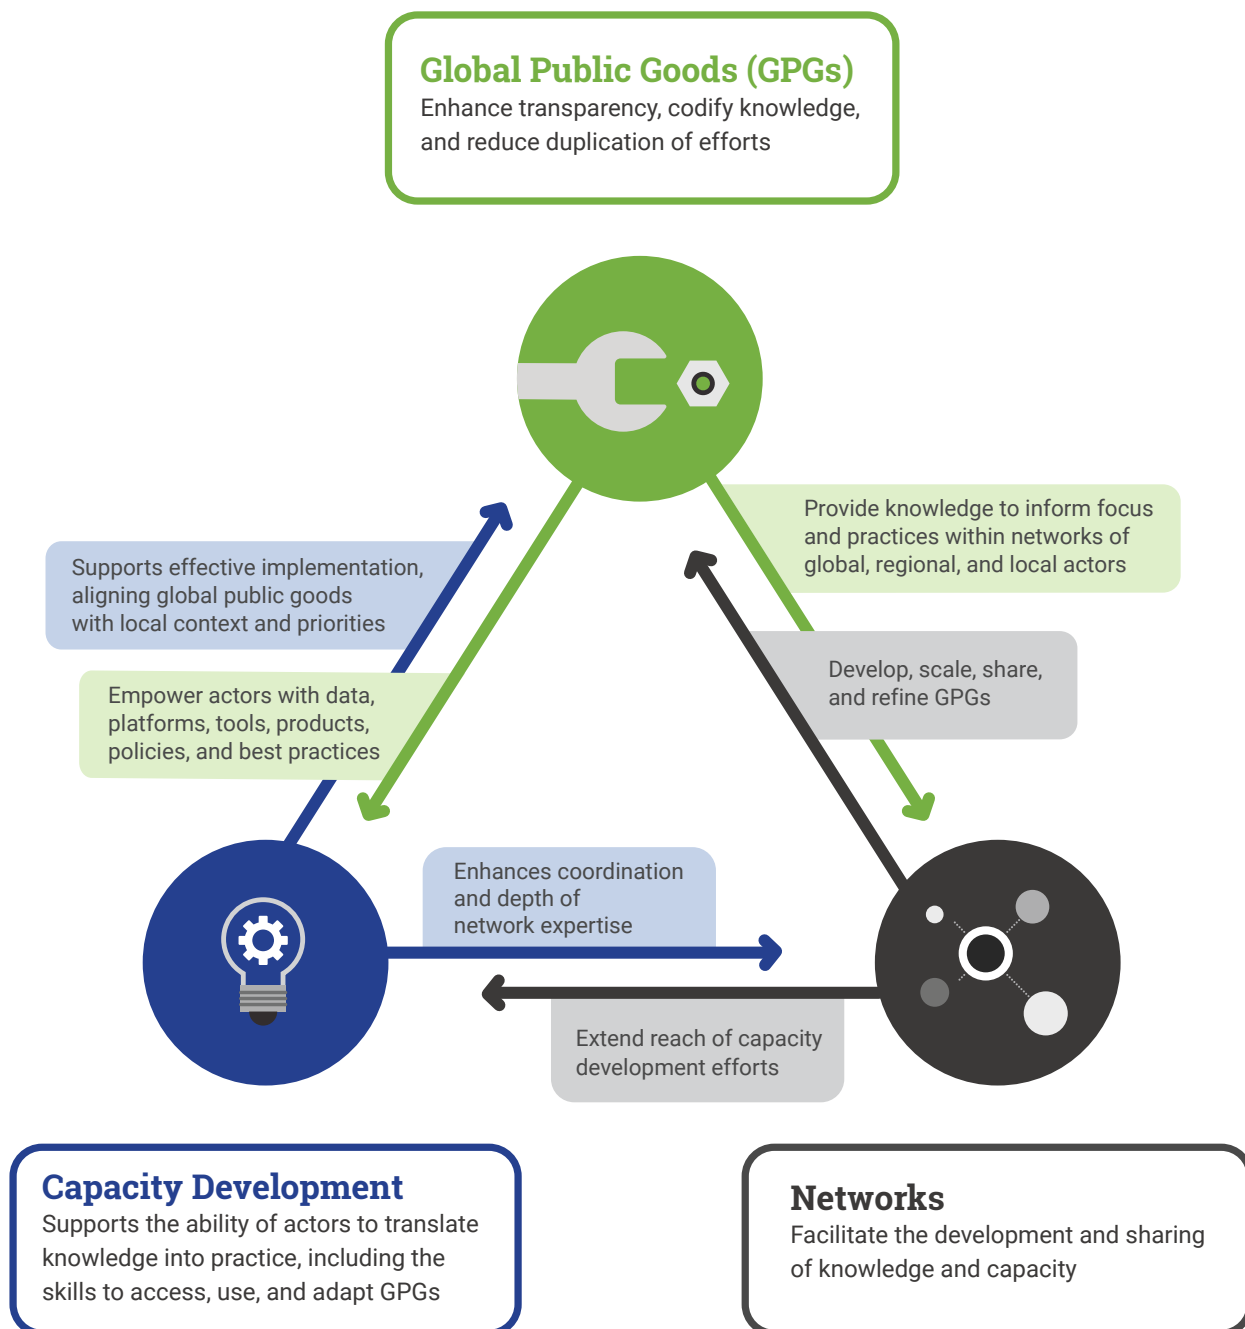 Global Public Goods (GPGs)
Enhance transparency, codify knowledge,
and reduce duplication of efforts
Provide knowledge to inform focus
and practices within networks of
global, regional, and local actors
Supports effective implementation,
aligning global public goods
with local context and priorities
Develop, scale, share,
and refine GPGs
Empower actors with data,
platforms, tools, products,
policies, and best practices
Enhances coordination
and depth of
network expertise
Extend reach of capacity
development efforts
Capacity Development
Supports the ability of actors to translate
knowledge into practice, including the
skills to access, use, and adapt GPGs
Networks
Facilitate the development and sharing
of knowledge and capacity